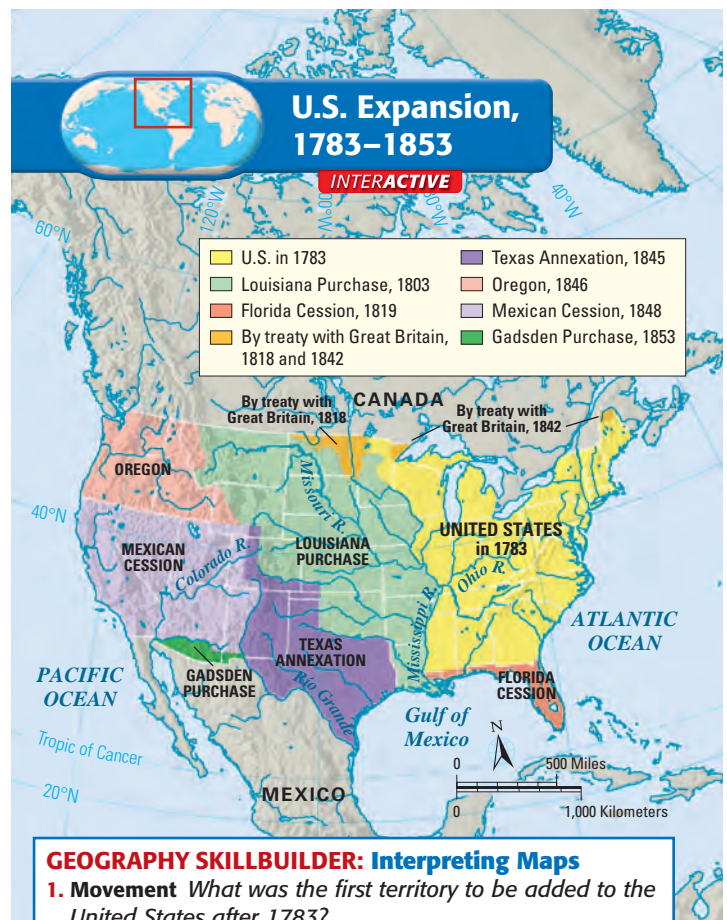 U.S. Expansion,
1783–1853
INTERACTIVE
60°N
120°W
40°W
U.S. in 1783
Louisiana Purchase, 1803
Florida Cession, 1819
By treaty with Great Britain,
1818 and 1842
Texas Annexation, 1845
Oregon, 1846
Mexican Cession, 1848
Gadsden Purchase, 1853
By treaty with
Great Britain, 1818
CANADA
By treaty with
Great Britain, 1842
OREGON
Missouri R.
40°N
MEXICAN
CESSION
Colorado R.
LOUISIANA
PURCHASE
UNITED STATES
in 1783
Ohio R.
Mississippi R.
ATLANTIC
OCEAN
TEXAS
ANNEXATION
PACIFIC
OCEAN
GADSDEN
PURCHASE
Rio Grande
FLORIDA
CESSION
Gulf of
Mexico
N
Tropic of Cancer
0 500 Miles
20°N
MEXICO
0 1,000 Kilometers
GEOGRAPHY SKILLBUILDER: Interpreting Maps
1. Movement What was the first territory to be added to the
United States after 1783?